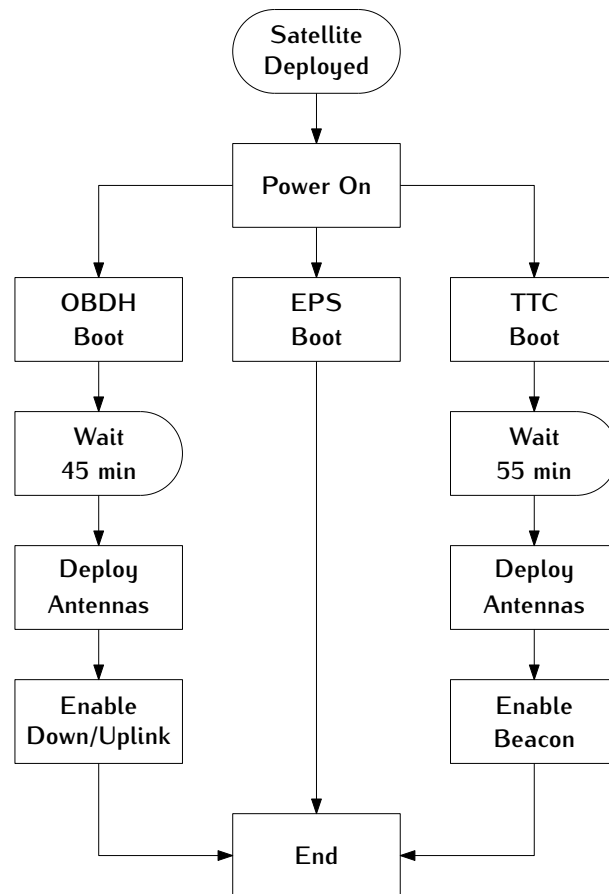 Satellite
Deployed
Power On
OBDH
Boot
EPS
Boot
TTC
Boot
Wait
45 min
Wait
55 min
Deploy
Antennas
Deploy
Antennas
Enable
Down/Uplink
Enable
Beacon
End